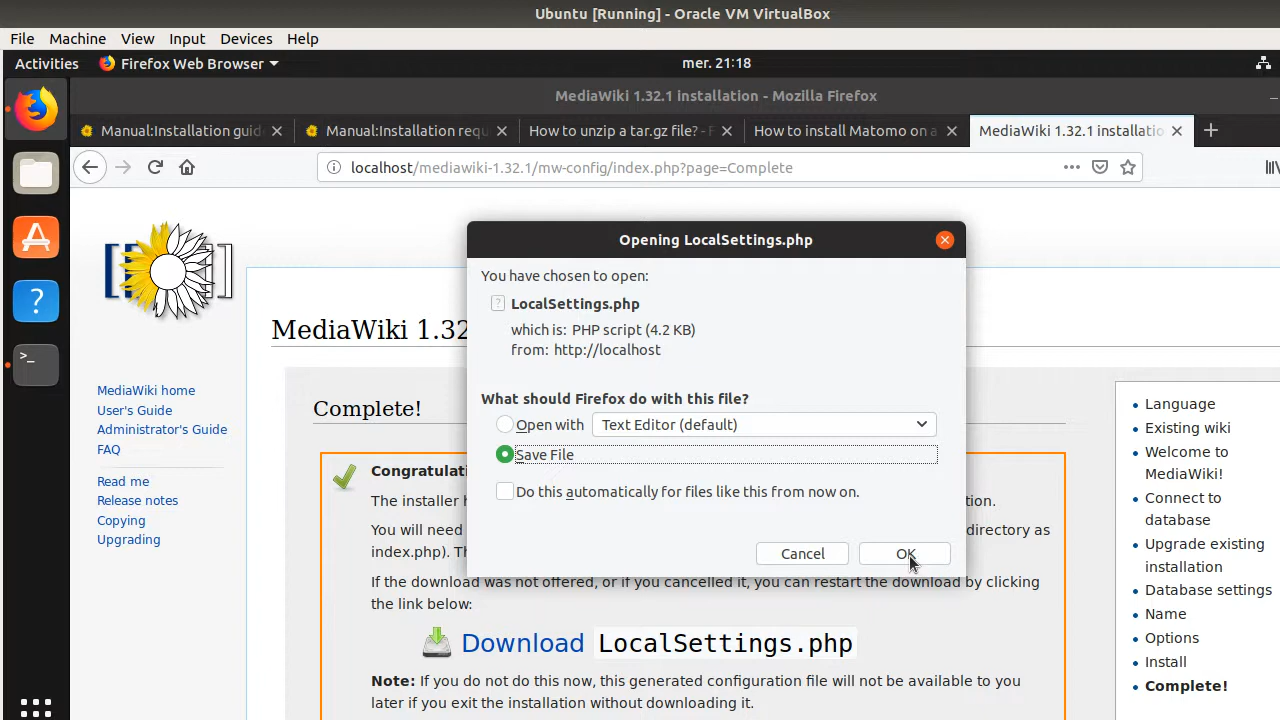 Ubuntu [Running] - Oracle VM VirtualBox
File Machine View Input Devices Help
Activities Firefox Web Browser mer. 21:18
MediaWiki 1.32.1 installation - Mozilla Firefox
Manual:Installation guid Manual:Installation requ How to unzip a tar.gz file? - F How to install Matomo on a MediaWiki 1.32.1 installatio
localhost/mediawiki-1.32.1/mw-config/index.php?page=Complete
Opening LocalSettings.php
You have chosen to open:
LocalSettings.php
which is: PHP script (4.2 KB)
from: http://localhost
What should Firefox do with this file?
Open with Text Editor (default)
Save File
Do this automatically for files like this from now on.
Cancel OK
MediaWiki home
User's Guide
Administrator's Guide
FAQ
Read me
Release notes
Copying
Upgrading
MediaWiki 1.32
Complete!
Congratulati
The installer h ion.
You will need directory as
index.php). Th
If the download was not offered, or if you cancelled it, you can restart the download by clicking
the link below:
Download LocalSettings.php
Note: If you do not do this now, this generated configuration file will not be available to you
later if you exit the installation without downloading it.
Language
Existing wiki
Welcome to
MediaWiki!
Connect to
database
Upgrade existing
installation
Database settings
Name
Options
Install
Complete!